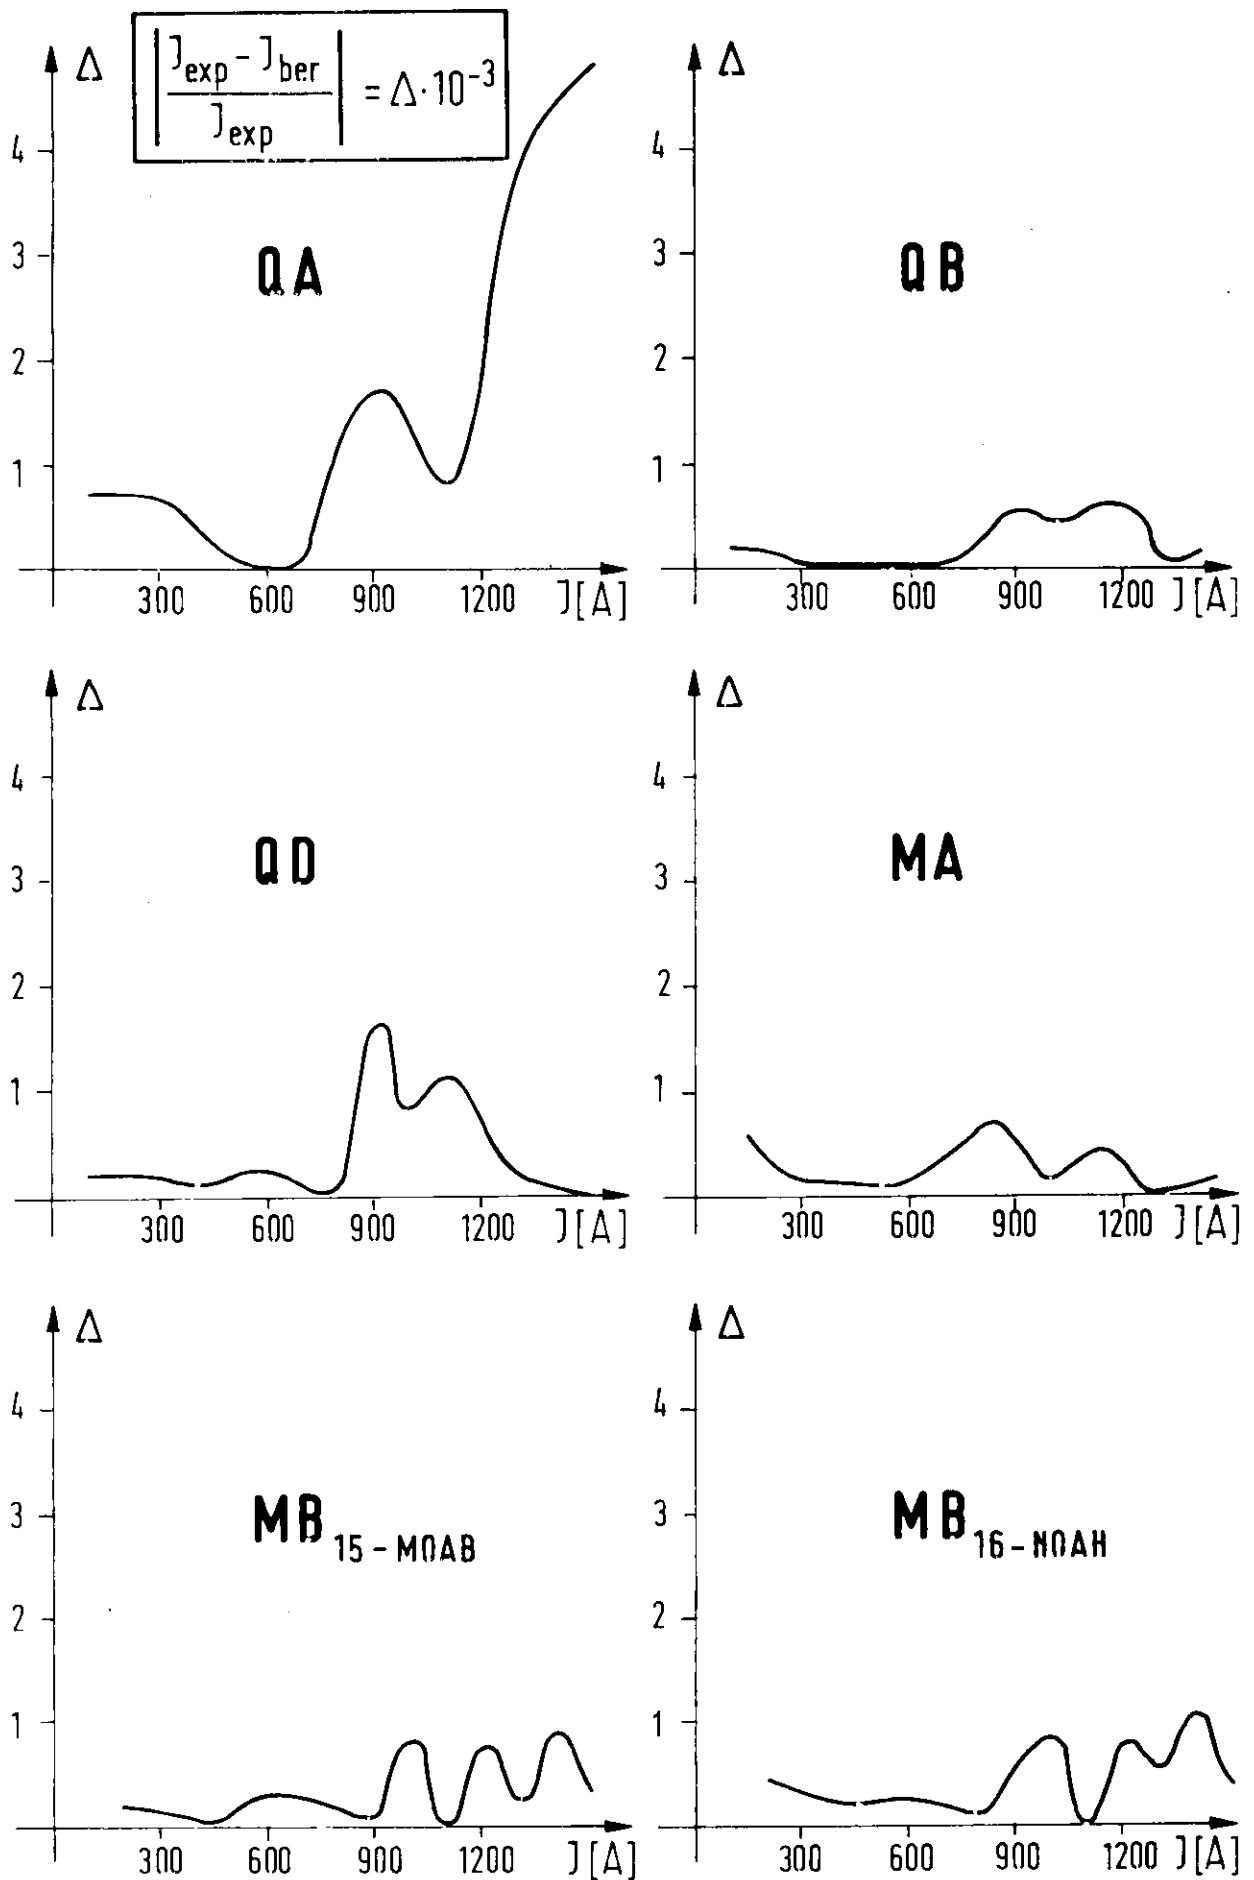 Δ
|J_exp - J_ber / J_exp| = Δ·10^-3
4
3
QA
2
1
300 600 900 1200 J[A]
Δ
4
3
QB
2
1
300 600 900 1200 J[A]
Δ
4
3
QD
2
1
300 600 900 1200 J[A]
Δ
4
3
MA
2
1
300 600 900 1200 J[A]
Δ
4
3
MB 15-MOAB
2
1
300 600 900 1200 J[A]
Δ
4
3
MB 16-NOAH
2
1
300 600 900 1200 J[A]